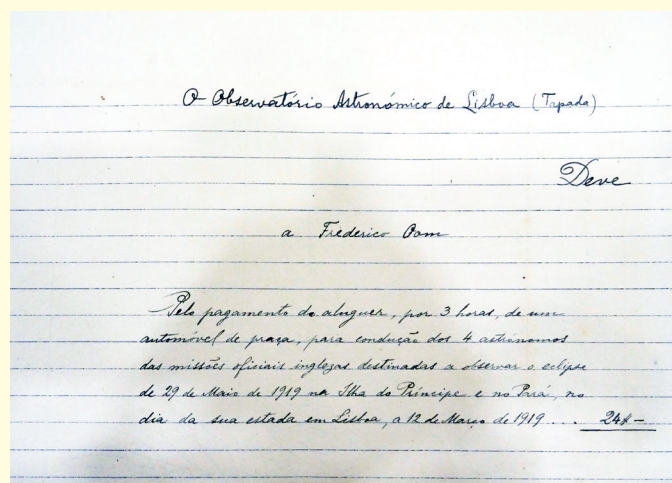 O Observatório Astronómico de Lisboa (Tapada)
Deve
a Frederico Oom
Pelo pagamento do aluguer, por 3 horas, de um
automóvel de praça, para condução dos 4 astrónomos
das missões oficiais inglezas destinadas a observar o eclipse
de 29 de Maio de 1919 na Ilha do Príncipe e no Pará, no
dia da sua estada em Lisboa, a 12 de Março de 1919 ... 24$-